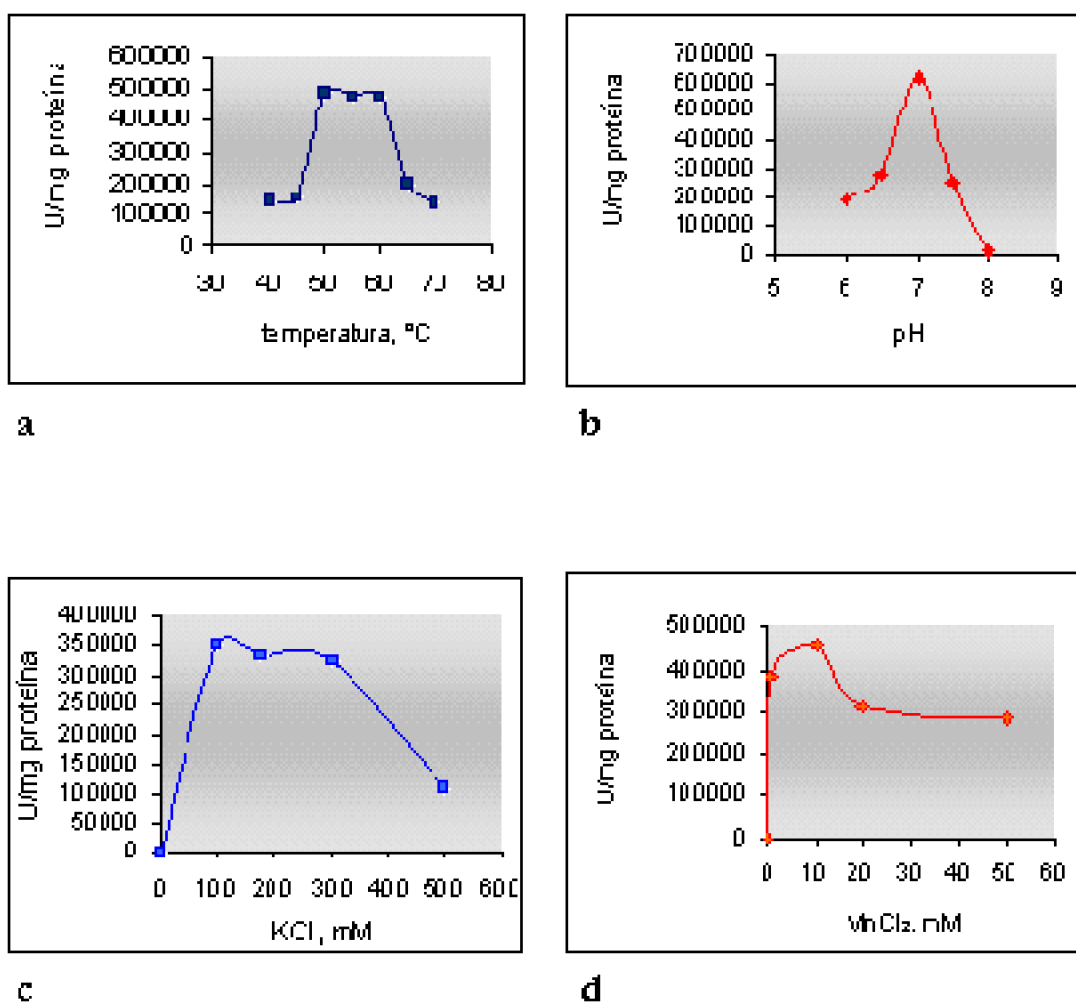 600000
500000
400000
300000
200000
100000
0
30 40 50 60 70 80
U/mg proteína
temperatura, ºC
a
700000
600000
500000
400000
300000
200000
100000
0
5 6 7 8 9
U/mg proteína
pH
b
400000
350000
300000
250000
200000
150000
100000
50000
0
0 100 200 300 400 500 600
U/mg proteína
KCl, mM
c
500000
400000
300000
200000
100000
0
0 10 20 30 40 50 60
U/mg proteína
MnCl₂, mM
d